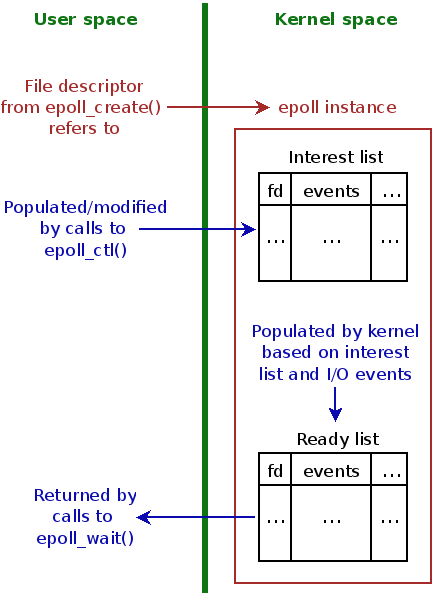 User space
Kernel space
File descriptor
from epoll_create()
refers to
epoll instance
Interest list
fd events ...
... ... ...
Populated/modified
by calls to
epoll_ctl()
Populated by kernel
based on interest
list and I/O events
Ready list
fd events ...
... ... ...
Returned by
calls to
epoll_wait()